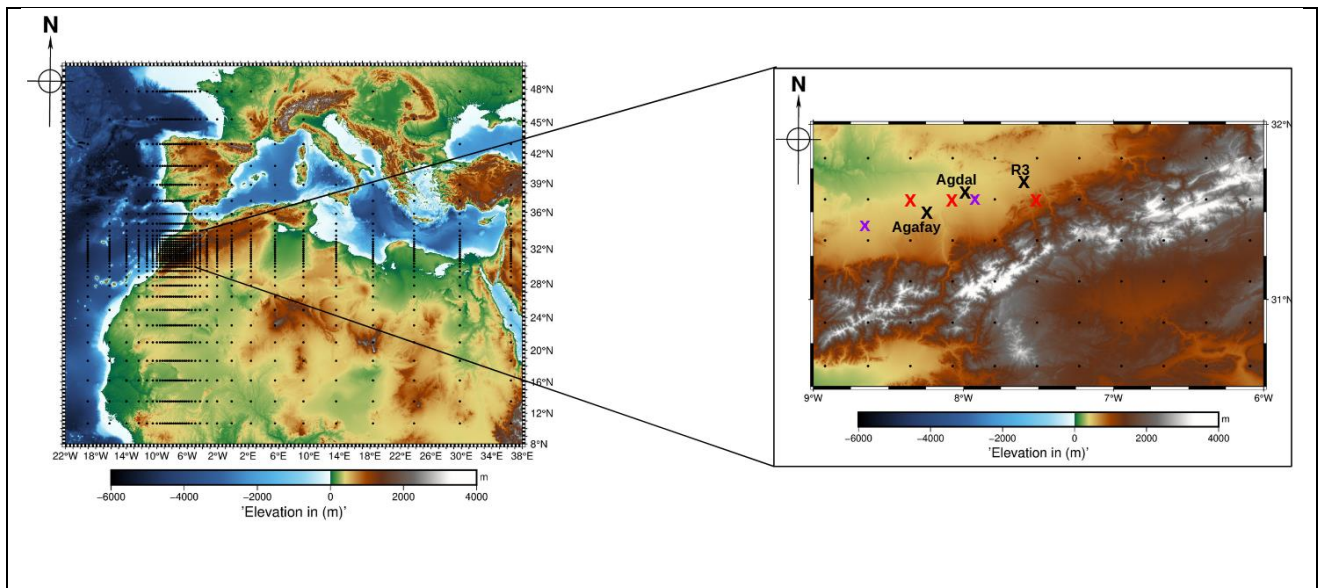 N
48°N
45°N
42°N
39°N
36°N
32°N
28°N
24°N
20°N
16°N
12°N
8°N
22°W 18°W 14°W 10°W 6°W 2°W 2°E 6°E 10°E 14°E 18°E 22°E 26°E 30°E 34°E 38°E
m
−6000 −4000 −2000 0 2000 4000
'Elevation in (m)'
N
32°N
R3
X
Agdal
X
X X X X
X
X
Agafay
31°N
9°W 8°W 7°W 6°W
m
−6000 −4000 −2000 0 2000 4000
'Elevation in (m)'